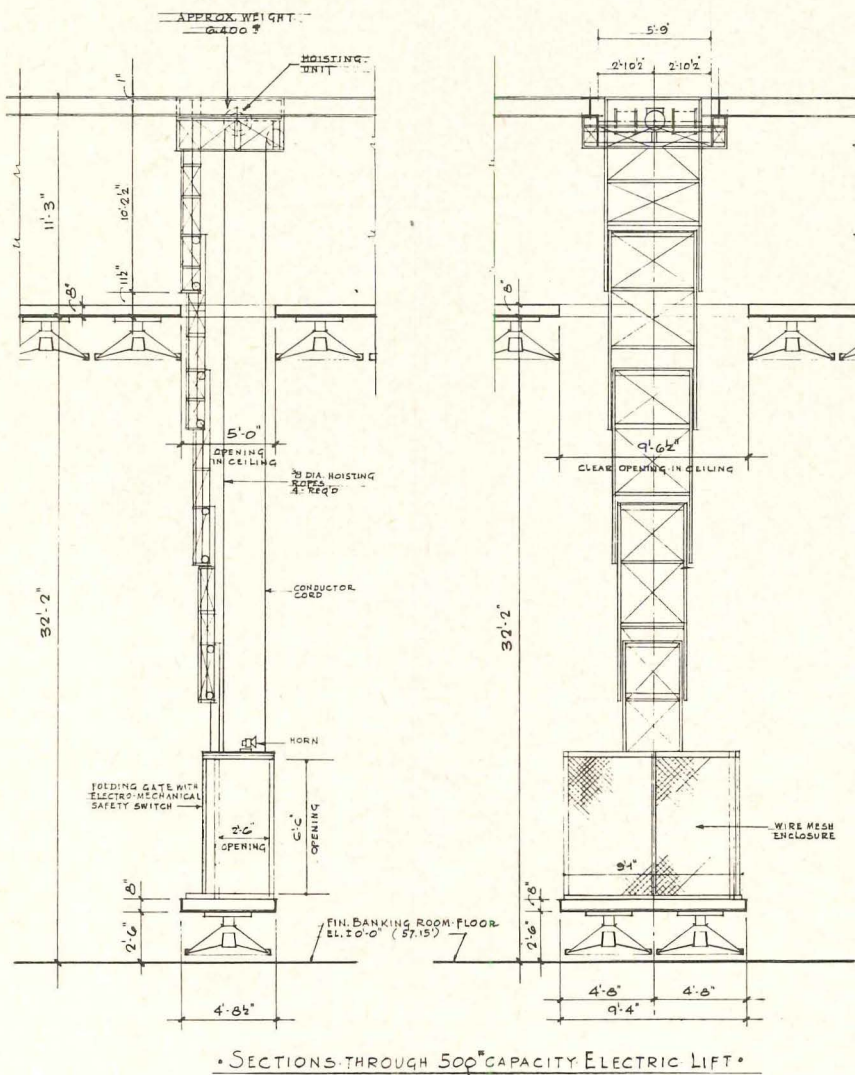 APPROX. WEIGHT
6400 #
HOISTING
UNIT
1"
11'-3"
10'-2½"
11½"
8"
5'-0"
OPENING
IN CEILING
⅜ DIA. HOISTING
ROPES
4 - REQ'D
CONDUCTOR
CORD
32'-2"
HORN
FOLDING GATE WITH
ELECTRO-MECHANICAL
SAFETY SWITCH
2'-6"
OPENING
6'-6"
OPENING
8"
2'-6"
FIN. BANKING ROOM FLOOR
EL. ±0'-0" (57.15')
4'-8½"
5'-9"
2'-10½" 2'-10½"
8"
9'-6½"
CLEAR OPENING IN CEILING
32'-2"
WIRE MESH
ENCLOSURE
9'-1"
8"
2'-6"
4'-8" 4'-8"
9'-4"
• SECTIONS THROUGH 500# CAPACITY ELECTRIC LIFT •